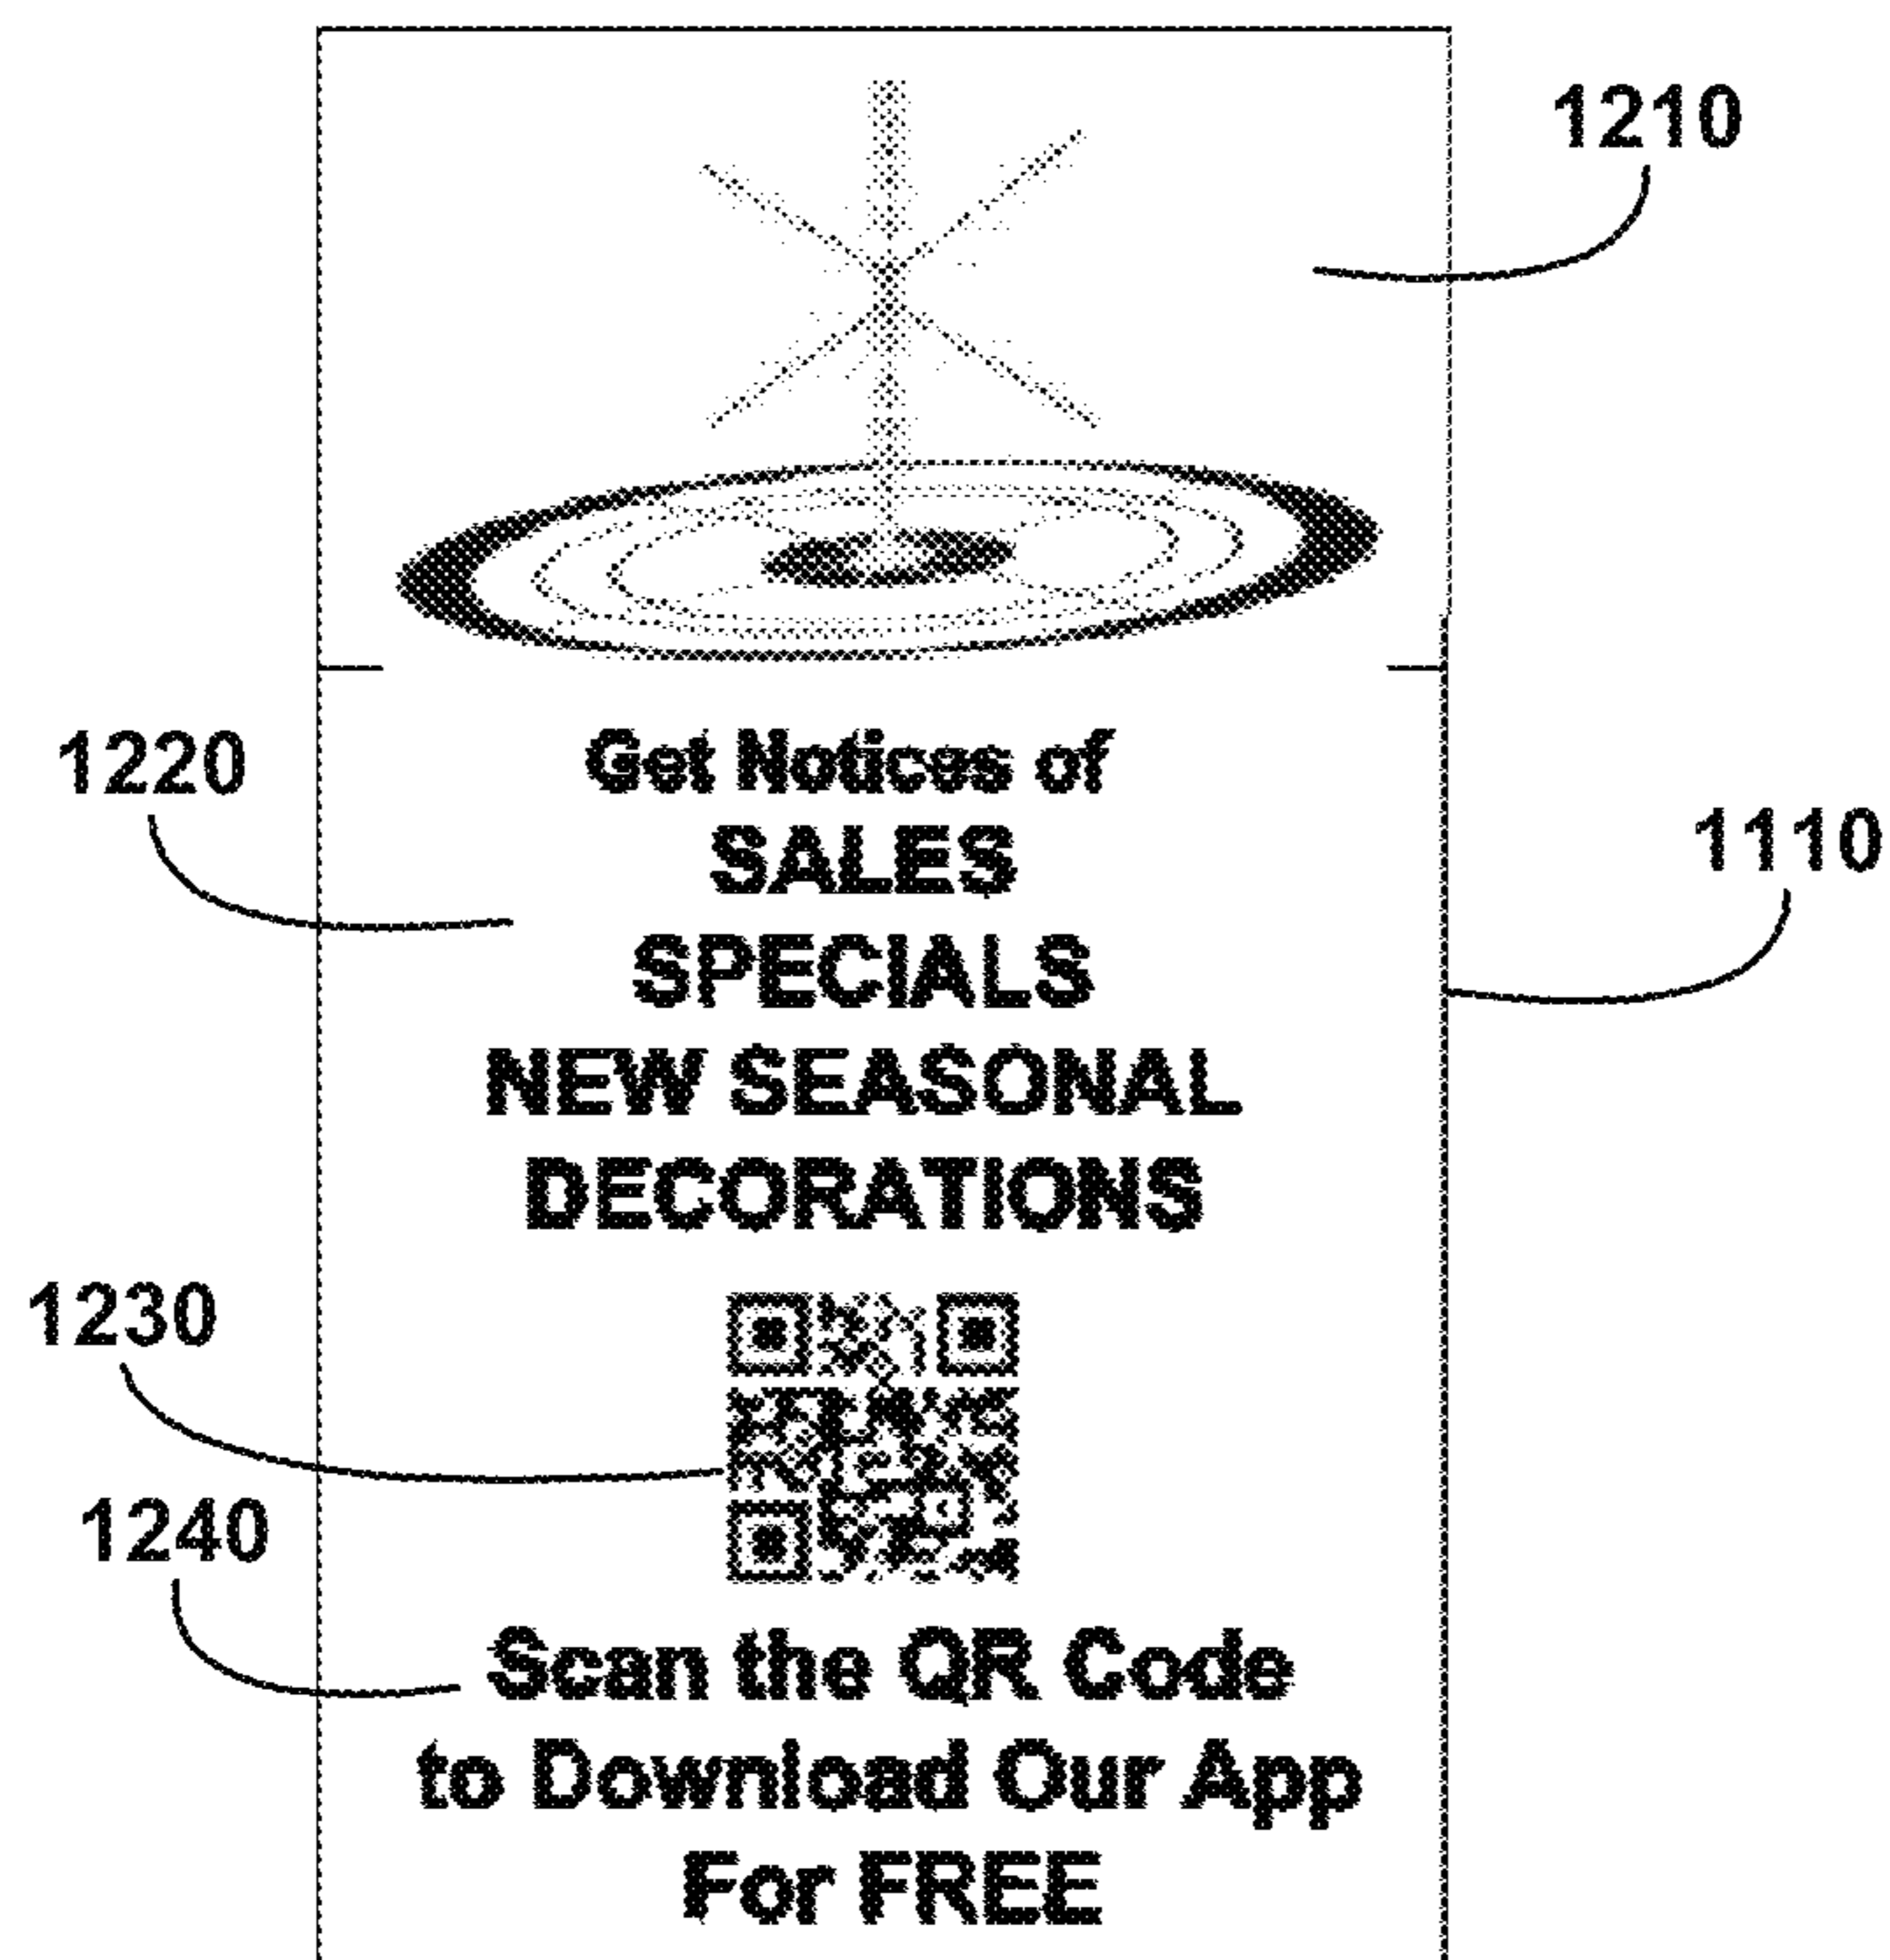 1210
1220
Get Notices of
SALES
1110
SPECIALS
NEW SEASONAL
DECORATIONS
1230
1240
Scan the QR Code
to Download Our App
For FREE